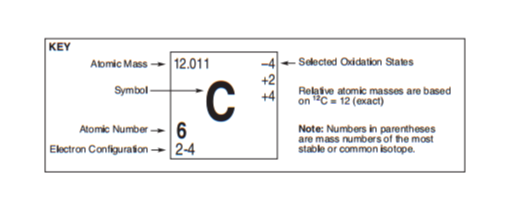 KEY
Atomic Mass → 12.011 –4 ← Selected Oxidation States
+2
Symbol → C +4 Relative atomic masses are based
on ¹²C = 12 (exact)
Atomic Number → 6 Note: Numbers in parentheses
are mass numbers of the most
Electron Configuration → 2-4 stable or common isotope.